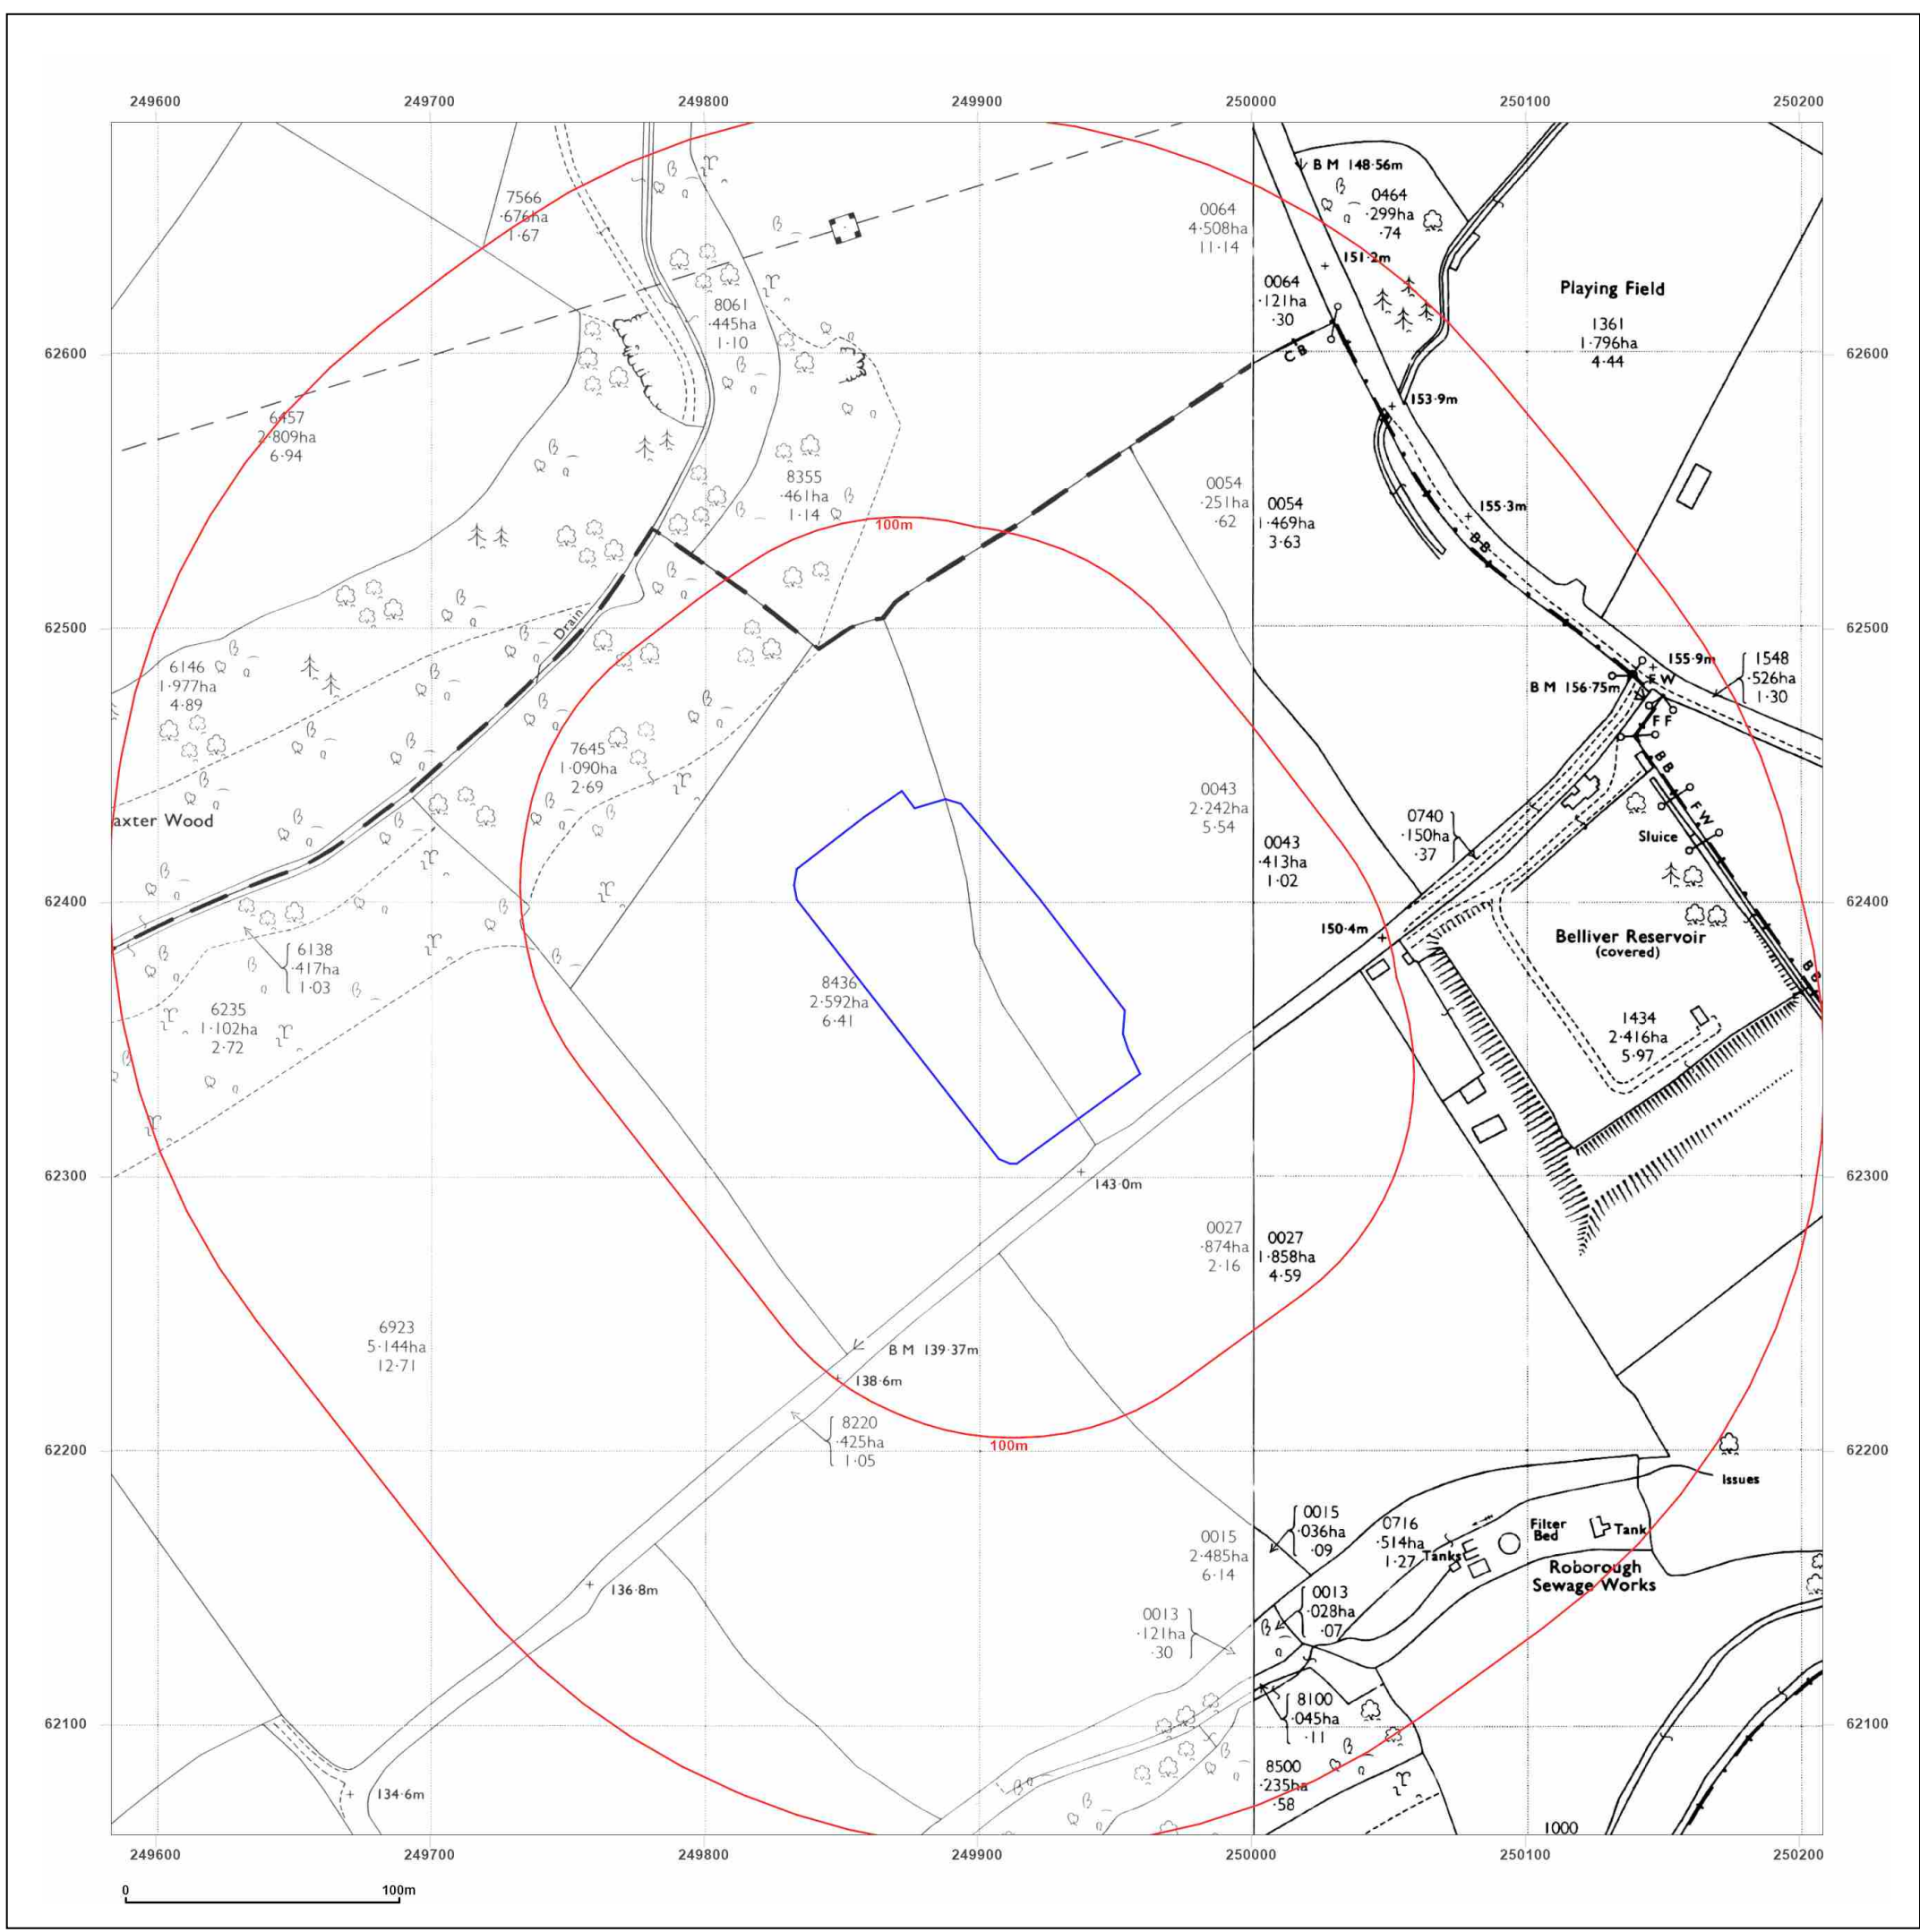 249600 249700 249800 249900 250000 250100 250200
B M 148·56m
0464
·299ha
·74
7566
·676ha
1·67
0064
4·508ha
11·14
151·2m
0064
·121ha
·30
Playing Field
1361
1·796ha
4·44
8061
·445ha
1·10
62600
62600
C B
153·9m
6457
2·809ha
6·94
8355
·461ha
1·14
0054
·251ha
·62
0054
1·469ha
3·63
155·3m
100m
B B
Drain
62500
62500
6146
1·977ha
4·89
155·9m
1548
·526ha
1·30
F W
B M 156·75m
F F
7645
1·090ha
2·69
B B
0043
2·242ha
5·54
F W
axter Wood
0740
·150ha
·37
Sluice
0043
·413ha
1·02
62400
62400
150·4m
Belliver Reservoir
(covered)
6138
·417ha
1·03
B B
8436
2·592ha
6·41
6235
1·102ha
2·72
1434
2·416ha
5·97
62300
62300
143·0m
0027
·874ha
2·16
0027
1·858ha
4·59
6923
5·144ha
12·71
B M 139·37m
138·6m
8220
·425ha
1·05
100m
62200
62200
Issues
0015
·036ha
·09
0716
·514ha
1·27
Filter
Bed
Tank
Tanks
0015
2·485ha
6·14
Roborough
Sewage Works
136·8m
0013
·028ha
·07
0013
·121ha
·30
8100
·045ha
·11
62100
62100
8500
·235ha
·58
134·6m
1000
249600 249700 249800 249900 250000 250100 250200
0 100m